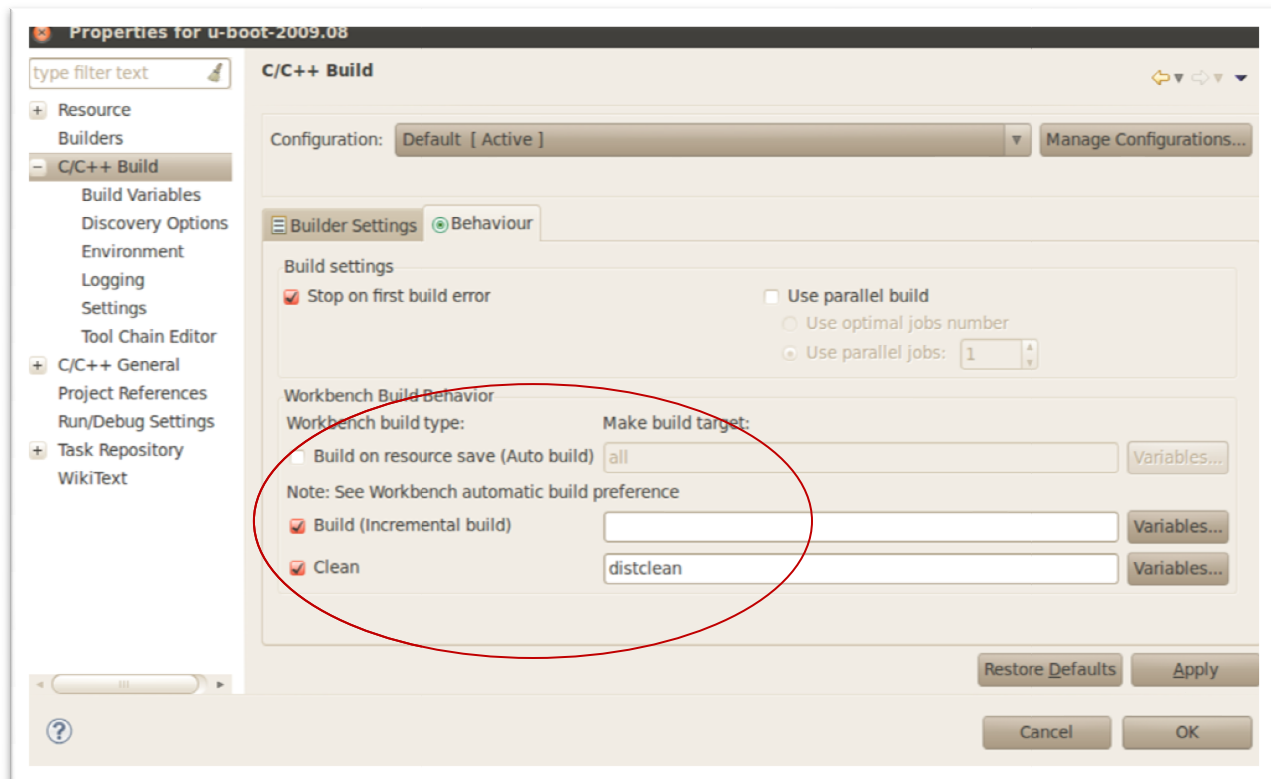 Properties for u-boot-2009.08
type filter text
Resource
Builders
C/C++ Build
Build Variables
Discovery Options
Environment
Logging
Settings
Tool Chain Editor
C/C++ General
Project References
Run/Debug Settings
Task Repository
WikiText
C/C++ Build
Configuration: Default [ Active ] Manage Configurations...
Builder Settings Behaviour
Build settings
Stop on first build error Use parallel build
Use optimal jobs number
Use parallel jobs: 1
Workbench Build Behavior
Workbench build type: Make build target:
Build on resource save (Auto build) all Variables...
Note: See Workbench automatic build preference
Build (Incremental build) Variables...
Clean distclean Variables...
Restore Defaults Apply
? Cancel OK